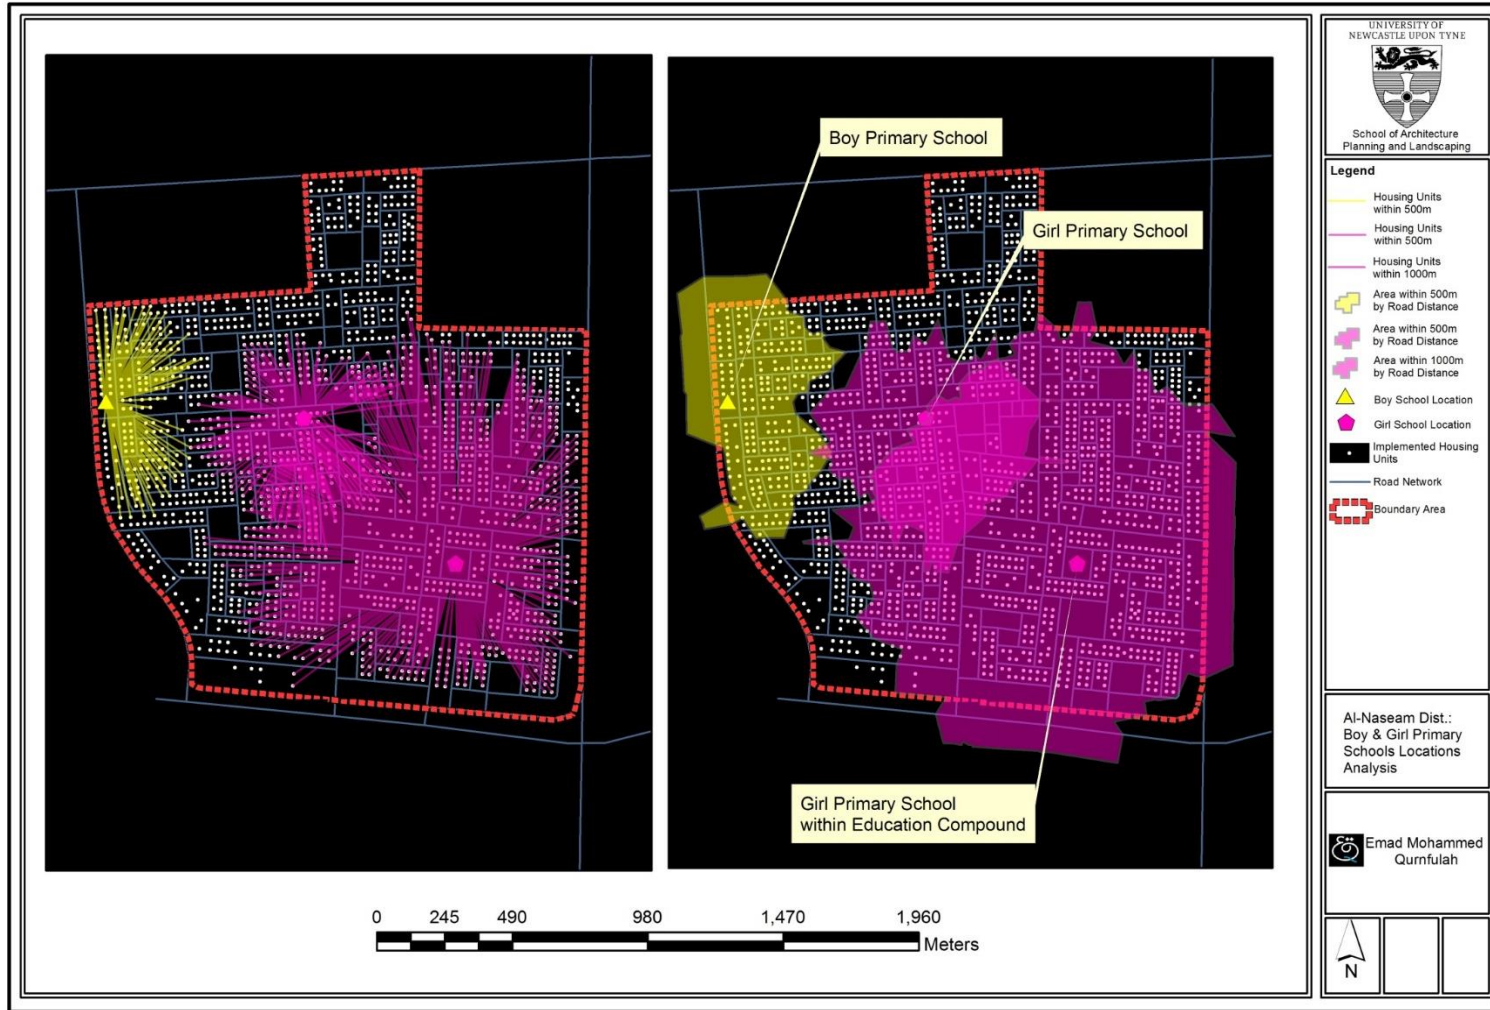 UNIVERSITY OF
NEWCASTLE UPON TYNE
School of Architecture
Planning and Landscaping
Boy Primary School
Girl Primary School
Girl Primary School
within Education Compound
Legend
Housing Units
within 500m
Housing Units
within 500m
Housing Units
within 1000m
Area within 500m
by Road Distance
Area within 500m
by Road Distance
Area within 1000m
by Road Distance
Boy School Location
Girl School Location
Implemented Housing
Units
Road Network
Boundary Area
Al-Naseam Dist.:
Boy & Girl Primary
Schools Locations
Analysis
Emad Mohammed
Qurnfulah
N
0 245 490 980 1,470 1,960
Meters